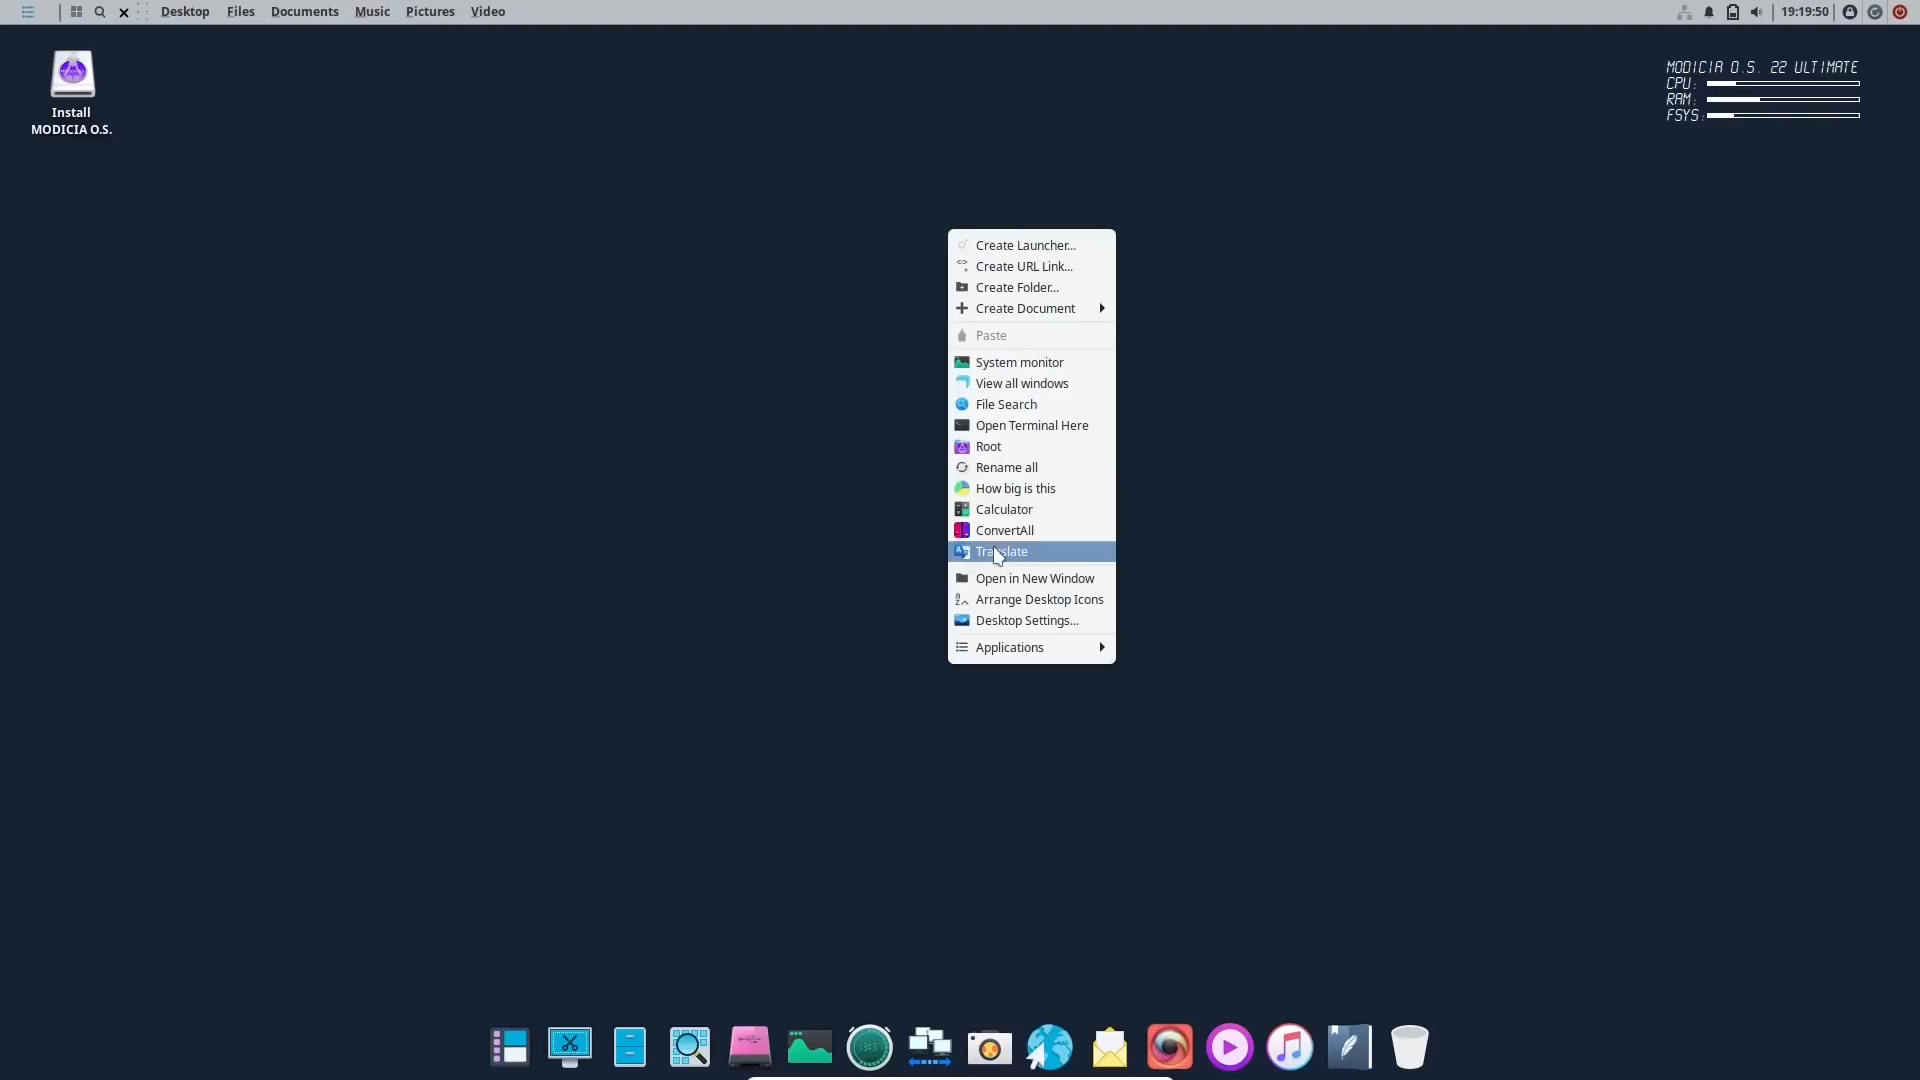 Desktop Files Documents Music Pictures Video 19:19:50
Install
MODICIA O.S.
MODICIA O.S. 22 ULTIMATE
CPU:
RAM:
FSYS:
Create Launcher...
Create URL Link...
Create Folder...
Create Document
Paste
System monitor
View all windows
File Search
Open Terminal Here
Root
Rename all
How big is this
Calculator
ConvertAll
Translate
Open in New Window
Arrange Desktop Icons
Desktop Settings...
Applications